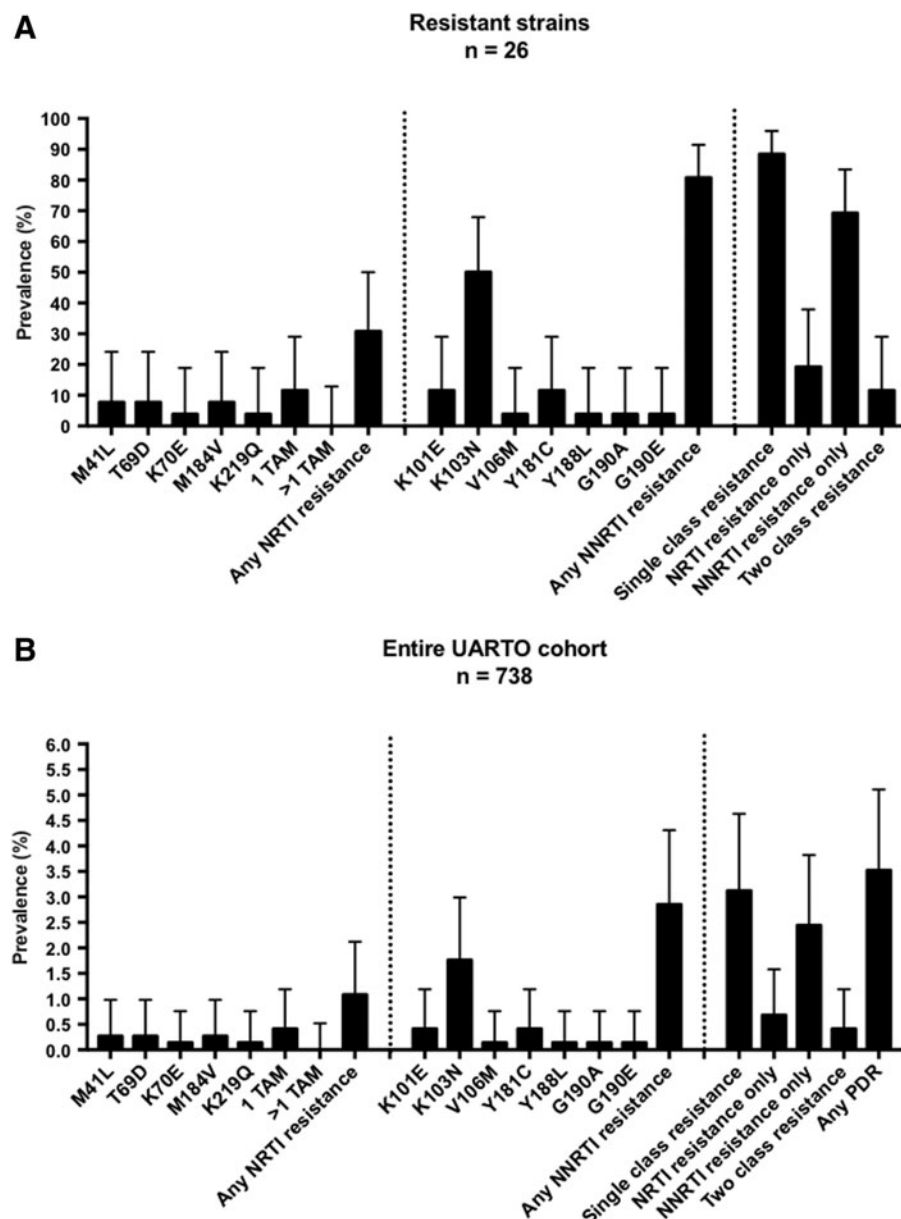 A
Resistant strains
n = 26
Prevalence (%)
100
90
80
70
60
50
40
30
20
10
0
M41L
T69D
K70E
M184V
K219Q
1 TAM
>1 TAM
Any NRTI resistance
K101E
K103N
V106M
Y181C
Y188L
G190A
G190E
Any NNRTI resistance
Single class resistance
NRTI resistance only
NNRTI resistance only
Two class resistance
B
Entire UARTO cohort
n = 738
Prevalence (%)
6.0
5.5
5.0
4.5
4.0
3.5
3.0
2.5
2.0
1.5
1.0
0.5
0.0
M41L
T69D
K70E
M184V
K219Q
1 TAM
>1 TAM
Any NRTI resistance
K101E
K103N
V106M
Y181C
Y188L
G190A
G190E
Any NNRTI resistance
Single class resistance
NRTI resistance only
NNRTI resistance only
Two class resistance
Any PDR